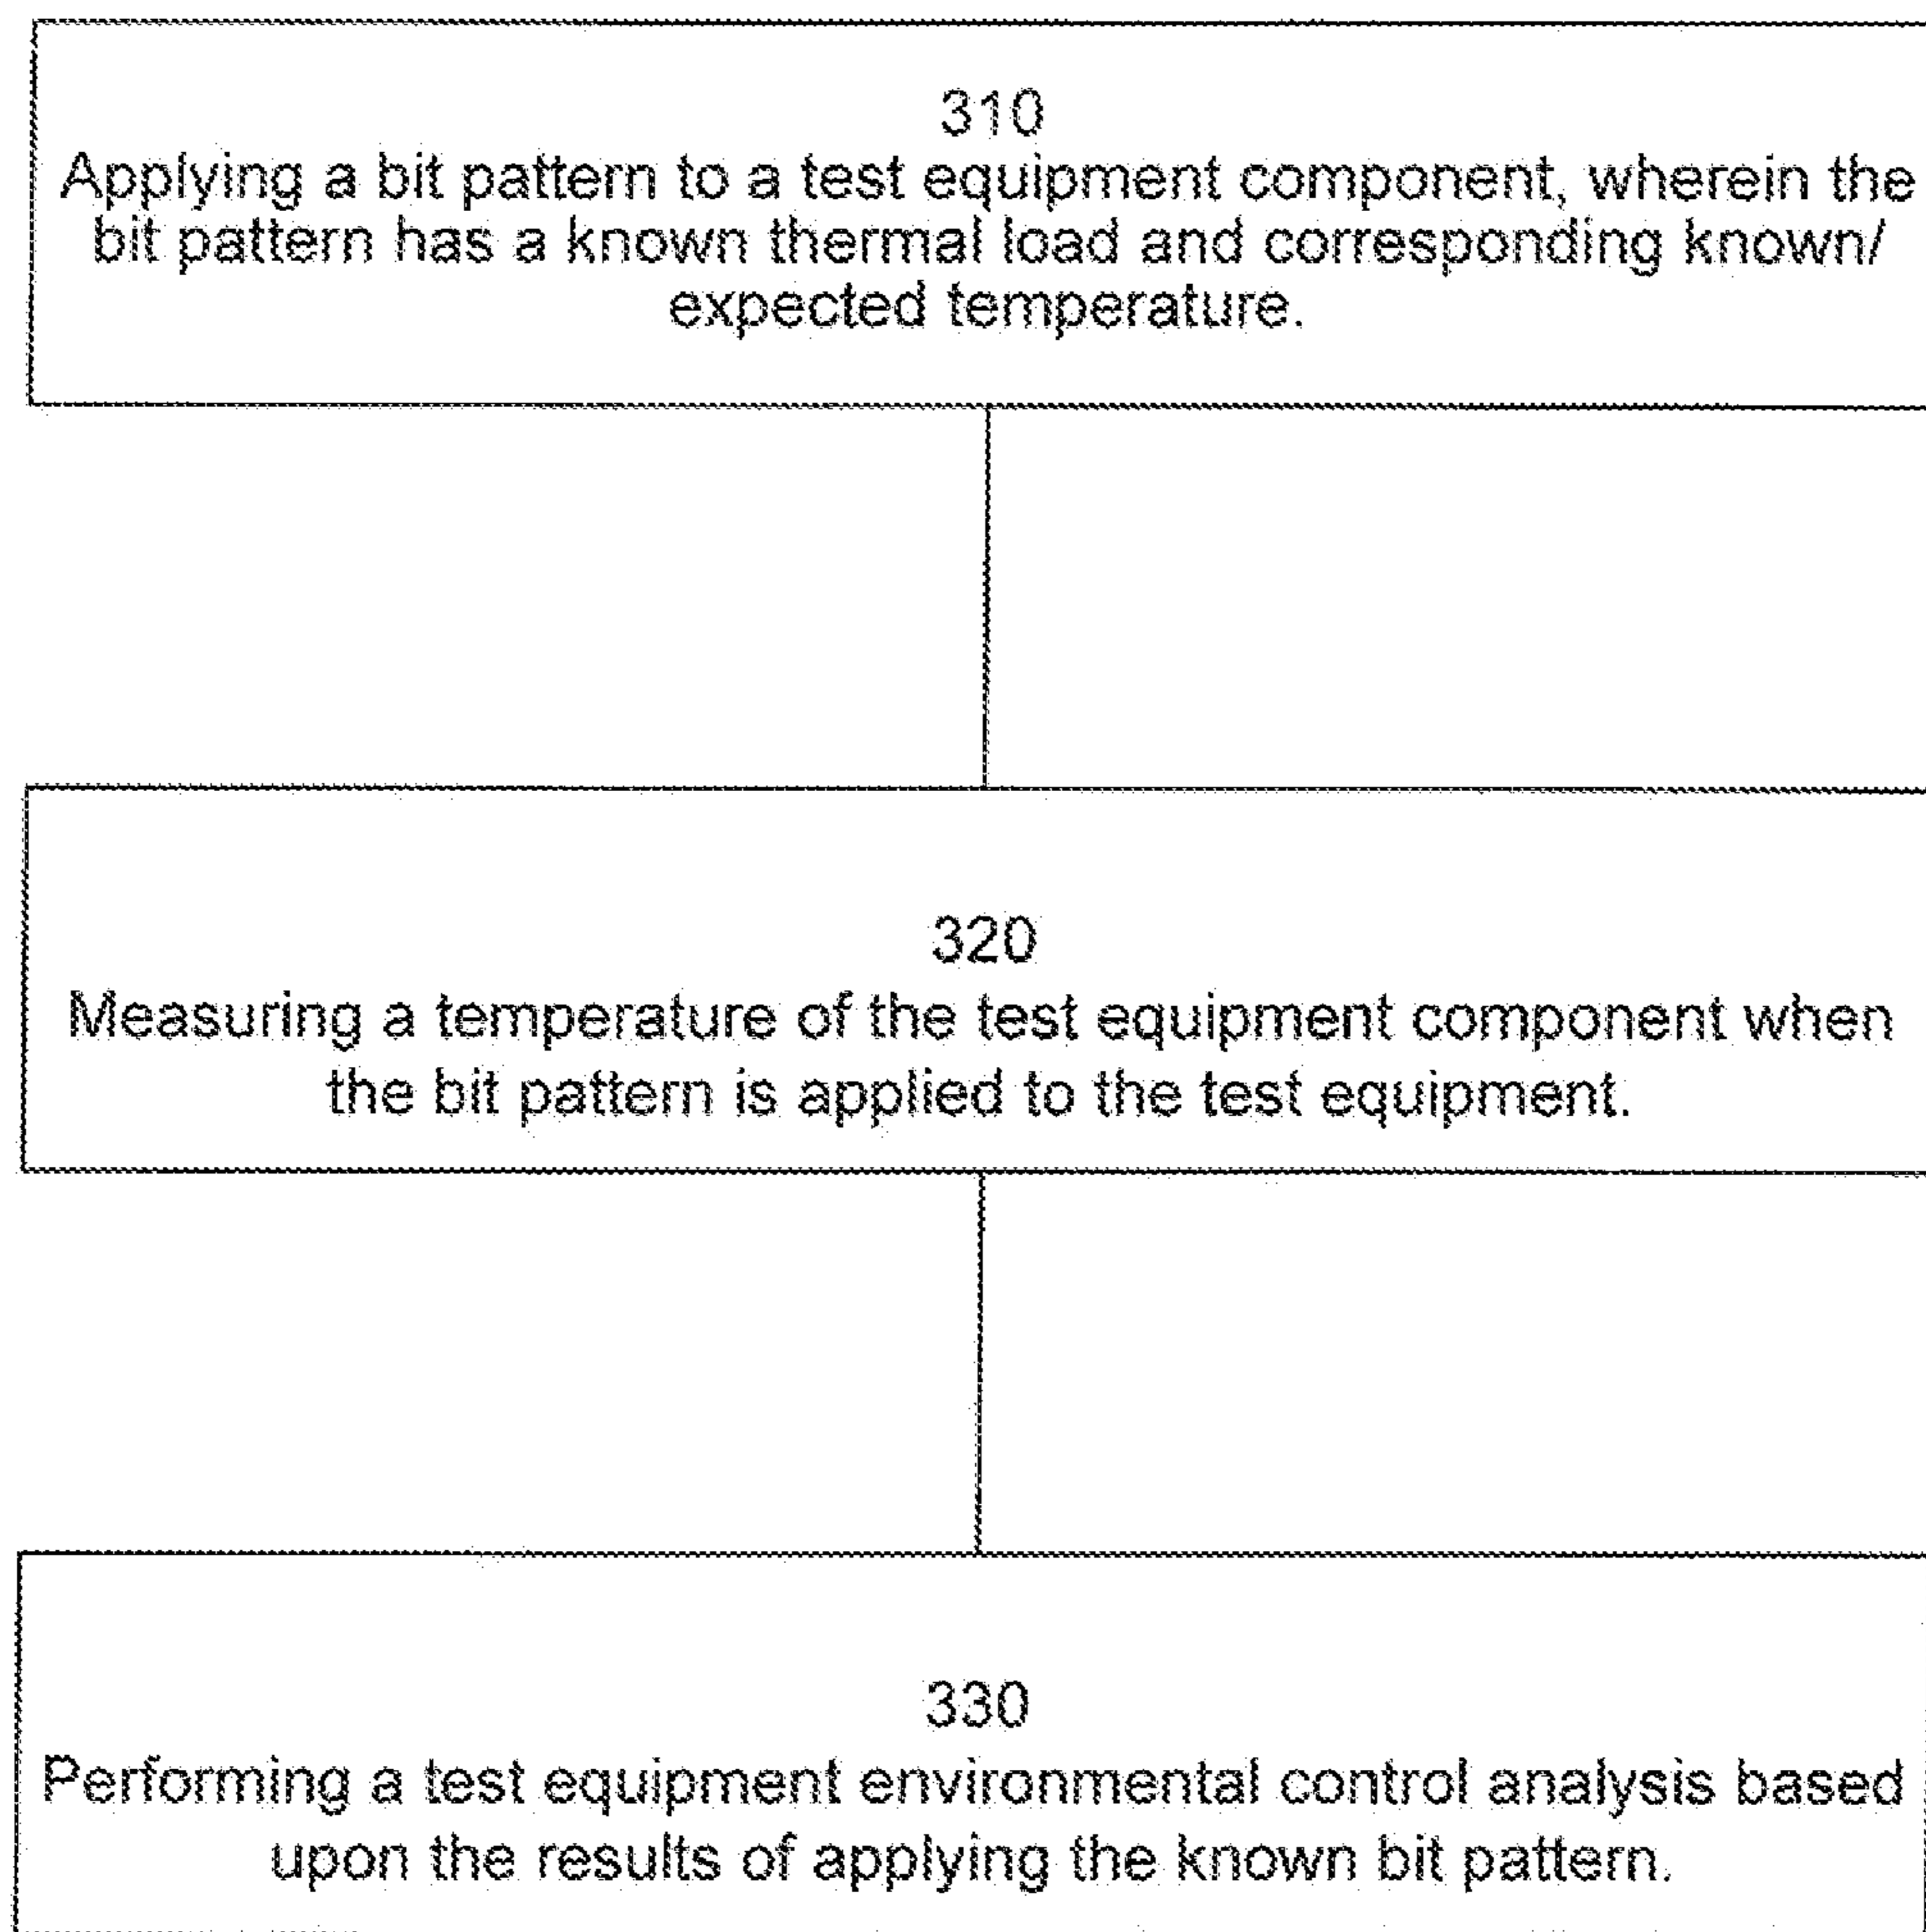 310
Applying a bit pattern to a test equipment component, wherein the
bit pattern has a known thermal load and corresponding known/
expected temperature.
320
Measuring a temperature of the test equipment component when
the bit pattern is applied to the test equipment.
330
Performing a test equipment environmental control analysis based
upon the results of applying the known bit pattern.